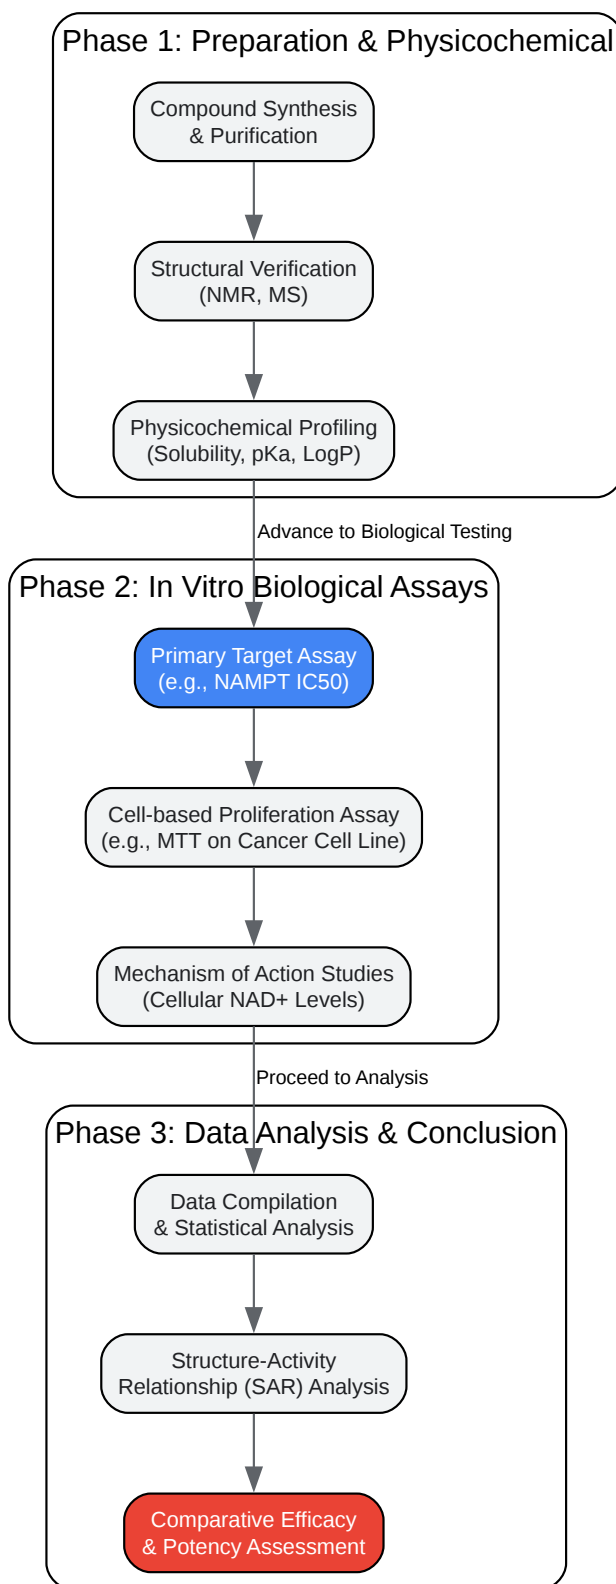 Phase 1: Preparation & Physicochemical
Compound Synthesis
& Purification
Structural Verification
(NMR, MS)
Physicochemical Profiling
(Solubility, pKa, LogP)
Advance to Biological Testing
Phase 2: In Vitro Biological Assays
Primary Target Assay
(e.g., NAMPT IC50)
Cell-based Proliferation Assay
(e.g., MTT on Cancer Cell Line)
Mechanism of Action Studies
(Cellular NAD+ Levels)
Proceed to Analysis
Phase 3: Data Analysis & Conclusion
Data Compilation
& Statistical Analysis
Structure-Activity
Relationship (SAR) Analysis
Comparative Efficacy
& Potency Assessment